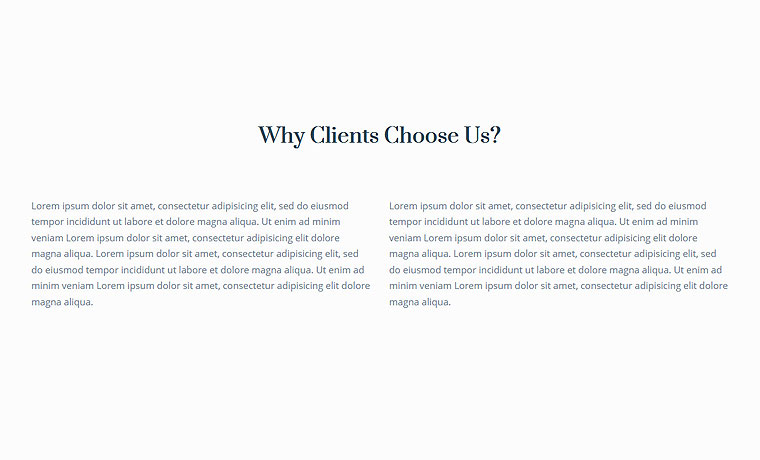 Why Clients Choose Us?
Lorem ipsum dolor sit amet, consectetur adipisicing elit, sed do eiusmod
tempor incididunt ut labore et dolore magna aliqua. Ut enim ad minim
veniam Lorem ipsum dolor sit amet, consectetur adipisicing elit dolore
magna aliqua. Lorem ipsum dolor sit amet, consectetur adipisicing elit, sed
do eiusmod tempor incididunt ut labore et dolore magna aliqua. Ut enim ad
minim veniam Lorem ipsum dolor sit amet, consectetur adipisicing elit dolore
magna aliqua.
Lorem ipsum dolor sit amet, consectetur adipisicing elit, sed do eiusmod
tempor incididunt ut labore et dolore magna aliqua. Ut enim ad minim
veniam Lorem ipsum dolor sit amet, consectetur adipisicing elit dolore
magna aliqua. Lorem ipsum dolor sit amet, consectetur adipisicing elit, sed
do eiusmod tempor incididunt ut labore et dolore magna aliqua. Ut enim ad
minim veniam Lorem ipsum dolor sit amet, consectetur adipisicing elit dolore
magna aliqua.